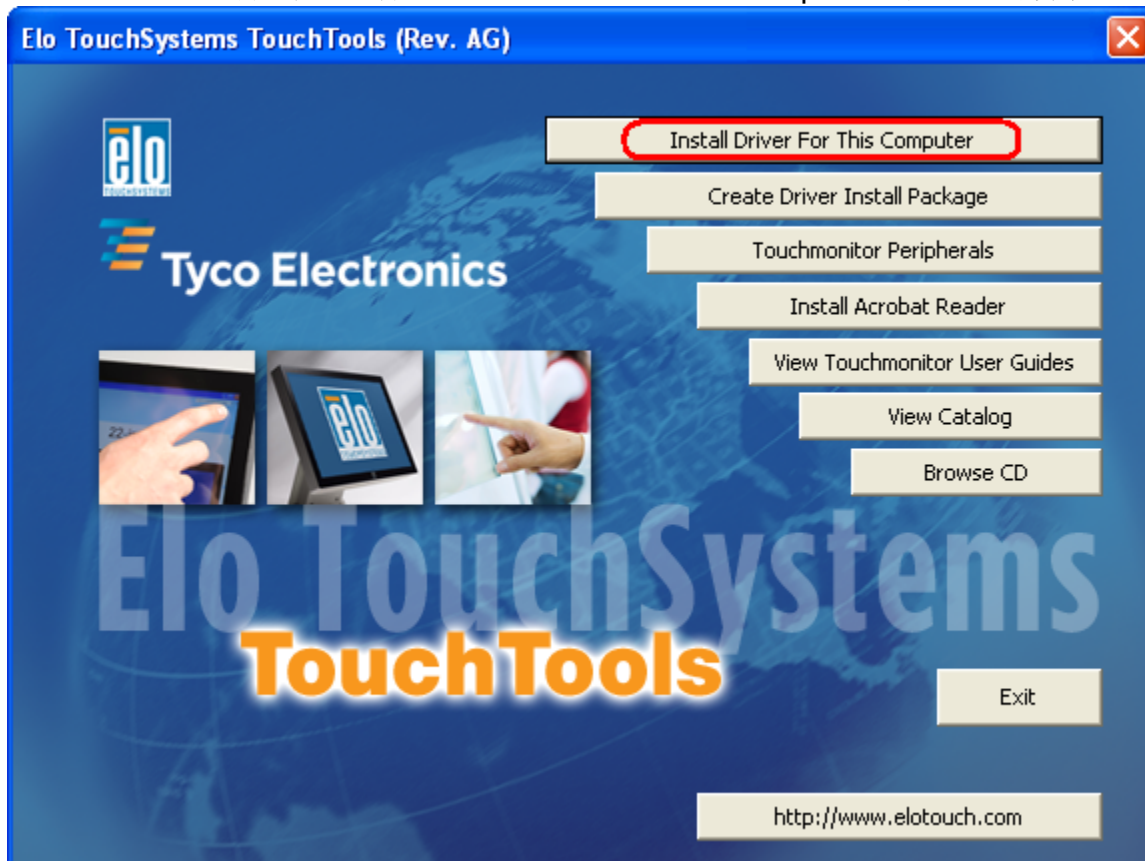 Elo TouchSystems TouchTools (Rev. AG)
elo
TOUCHSYSTEMS
Tyco Electronics
Install Driver For This Computer
Create Driver Install Package
Touchmonitor Peripherals
Install Acrobat Reader
View Touchmonitor User Guides
View Catalog
Browse CD
elo
TOUCHSYSTEMS
Elo TouchSystems
TouchTools
Exit
http://www.elotouch.com